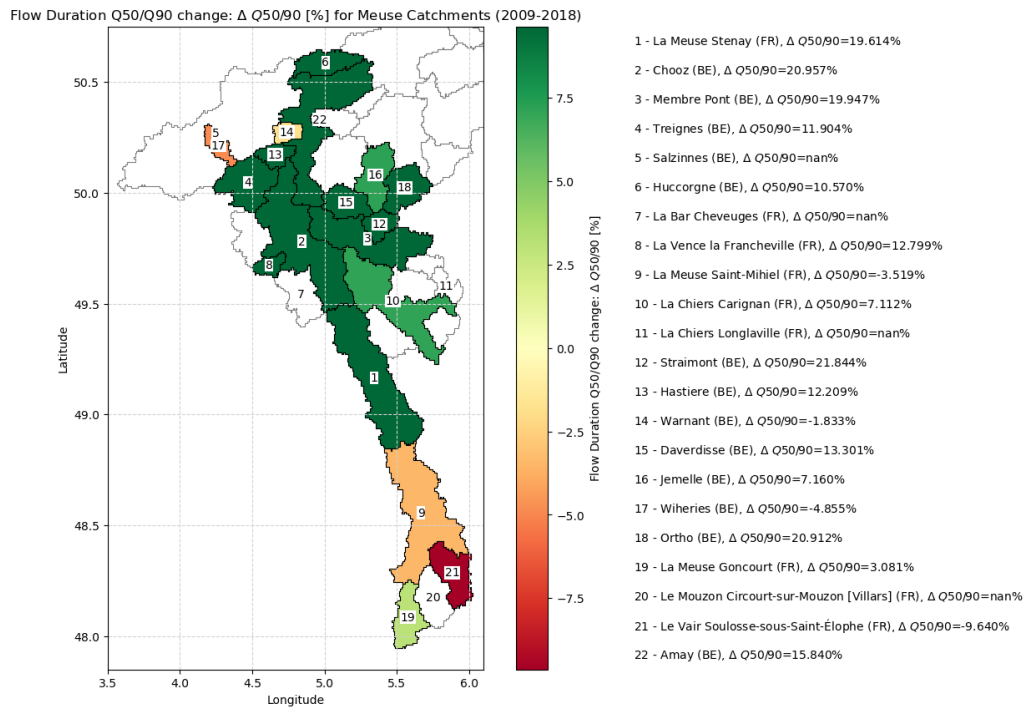 Flow Duration Q50/Q90 change: Δ Q50/90 [%] for Meuse Catchments (2009-2018)
50.5
50.0
49.5
49.0
48.5
48.0
Latitude
3.5 4.0 4.5 5.0 5.5 6.0
Longitude
6
22
5
14
17
13
16
4
18
15
12
3
2
8
7
11
10
1
9
21
20
19
7.5
5.0
2.5
0.0
−2.5
−5.0
−7.5
Flow Duration Q50/Q90 change: Δ Q50/90 [%]
1 - La Meuse Stenay (FR), Δ Q50/90=19.614%
2 - Chooz (BE), Δ Q50/90=20.957%
3 - Membre Pont (BE), Δ Q50/90=19.947%
4 - Treignes (BE), Δ Q50/90=11.904%
5 - Salzinnes (BE), Δ Q50/90=nan%
6 - Huccorgne (BE), Δ Q50/90=10.570%
7 - La Bar Cheveuges (FR), Δ Q50/90=nan%
8 - La Vence la Francheville (FR), Δ Q50/90=12.799%
9 - La Meuse Saint-Mihiel (FR), Δ Q50/90=-3.519%
10 - La Chiers Carignan (FR), Δ Q50/90=7.112%
11 - La Chiers Longlaville (FR), Δ Q50/90=nan%
12 - Straimont (BE), Δ Q50/90=21.844%
13 - Hastiere (BE), Δ Q50/90=12.209%
14 - Warnant (BE), Δ Q50/90=-1.833%
15 - Daverdisse (BE), Δ Q50/90=13.301%
16 - Jemelle (BE), Δ Q50/90=7.160%
17 - Wiheries (BE), Δ Q50/90=-4.855%
18 - Ortho (BE), Δ Q50/90=20.912%
19 - La Meuse Goncourt (FR), Δ Q50/90=3.081%
20 - Le Mouzon Circourt-sur-Mouzon [Villars] (FR), Δ Q50/90=nan%
21 - Le Vair Soulosse-sous-Saint-Élophe (FR), Δ Q50/90=-9.640%
22 - Amay (BE), Δ Q50/90=15.840%